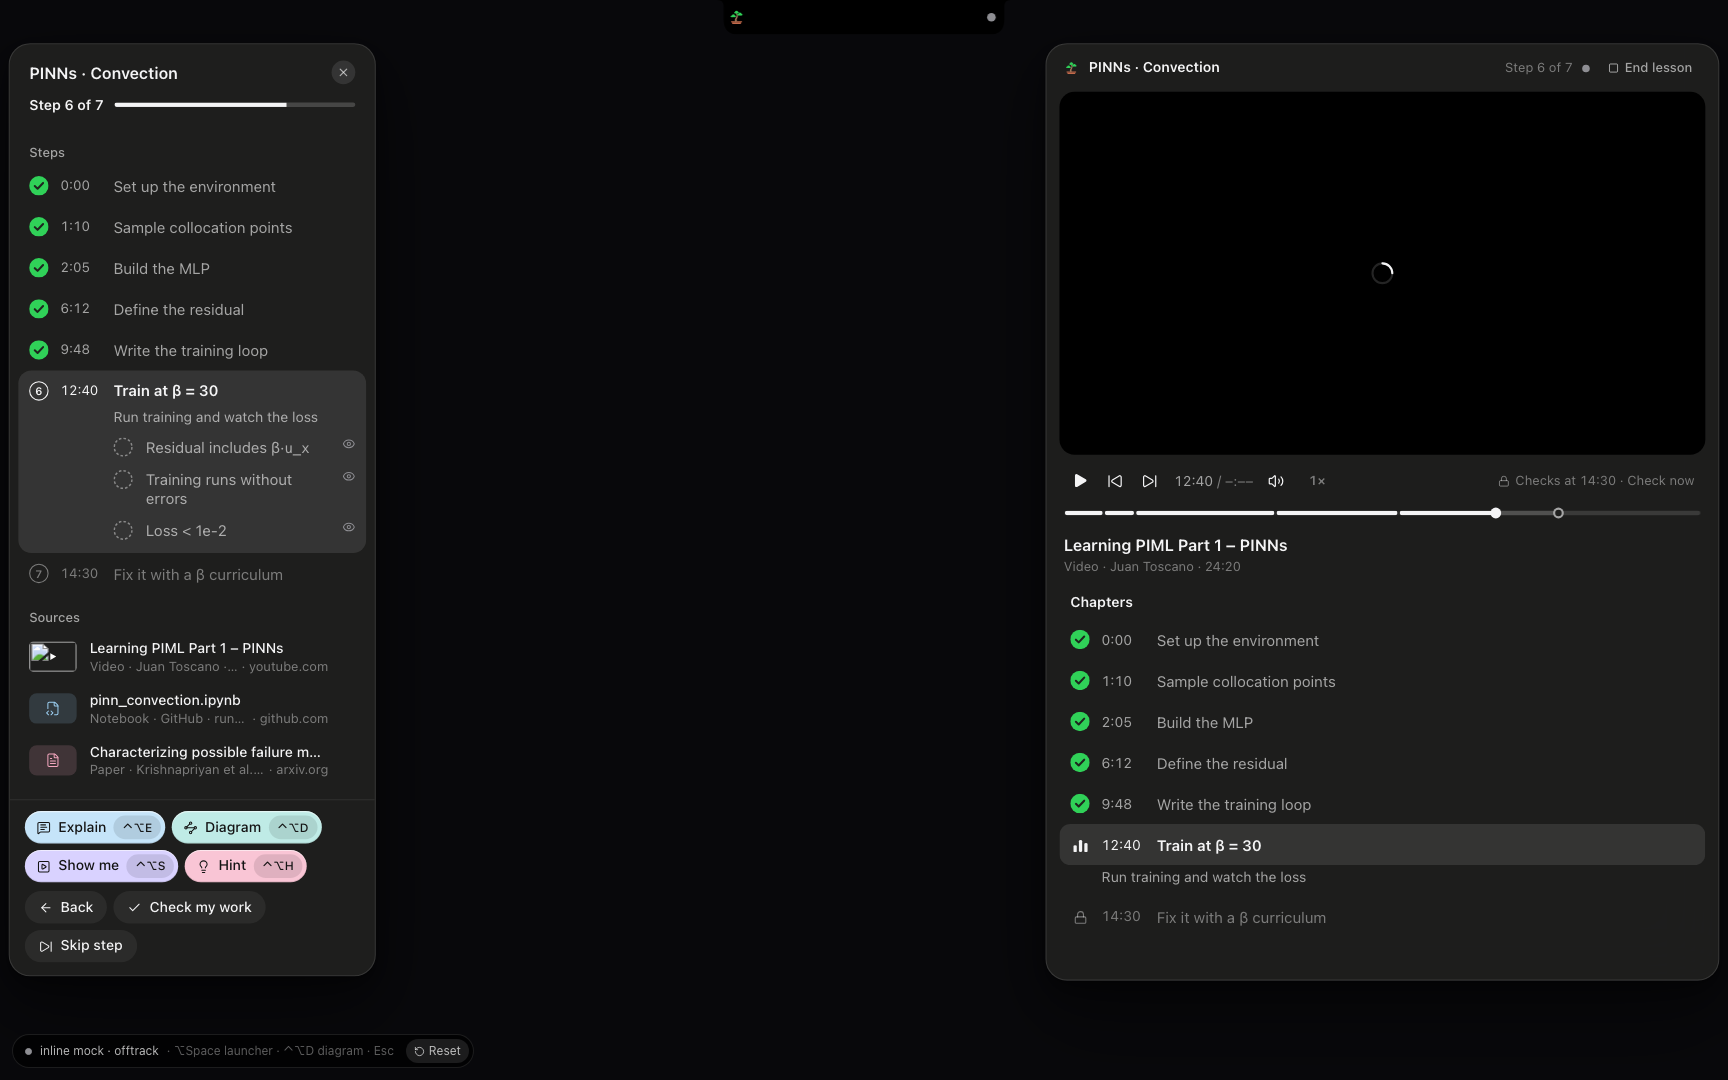 PINNs · Convection
Step 6 of 7
Steps
0:00 Set up the environment
1:10 Sample collocation points
2:05 Build the MLP
6:12 Define the residual
9:48 Write the training loop
6 12:40 Train at β = 30
Run training and watch the loss
Residual includes β·u_x
Training runs without
errors
Loss < 1e-2
7 14:30 Fix it with a β curriculum
Sources
Learning PIML Part 1 – PINNs
Video · Juan Toscano ·... · youtube.com
pinn_convection.ipynb
Notebook · GitHub · run... · github.com
Characterizing possible failure m...
Paper · Krishnapriyan et al.... · arxiv.org
Explain ^⌥E
Diagram ^⌥D
Show me ^⌥S
Hint ^⌥H
Back
Check my work
Skip step
inline mock · offtrack · ⌥Space launcher · ^⌥D diagram · Esc Reset
PINNs · Convection
Step 6 of 7
End lesson
12:40 / –:––
1×
Checks at 14:30 · Check now
Learning PIML Part 1 – PINNs
Video · Juan Toscano · 24:20
Chapters
0:00 Set up the environment
1:10 Sample collocation points
2:05 Build the MLP
6:12 Define the residual
9:48 Write the training loop
12:40 Train at β = 30
Run training and watch the loss
14:30 Fix it with a β curriculum